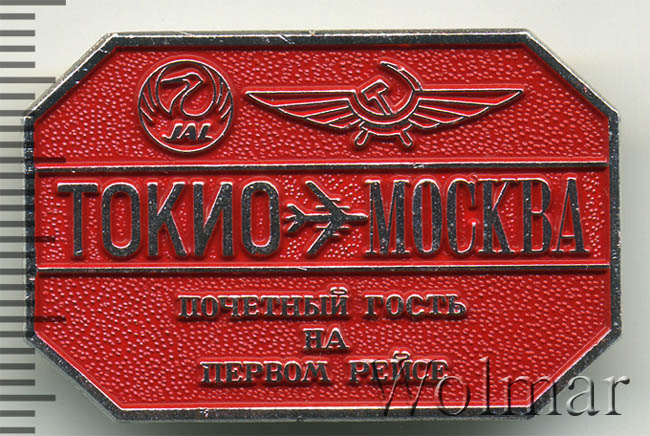 JAL
ТОКИО МОСКВА
ПОЧЕТНЫЙ ГОСТЬ
НА
ПЕРВОМ РЕЙСЕ
Wolmar